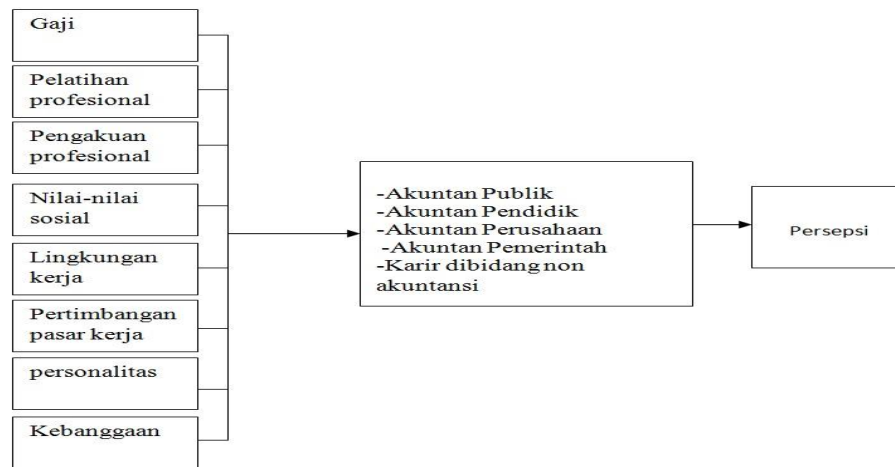 Gaji
Pelatihan
profesional
Pengakuan
profesional
Nilai-nilai
sosial
Lingkungan
kerja
Pertimbangan
pasar kerja
personalitas
Kebanggaan
-Akuntan Publik
-Akuntan Pendidik
-Akuntan Perusahaan
-Akuntan Pemerintah
-Karir dibidang non
akuntansi
Persepsi